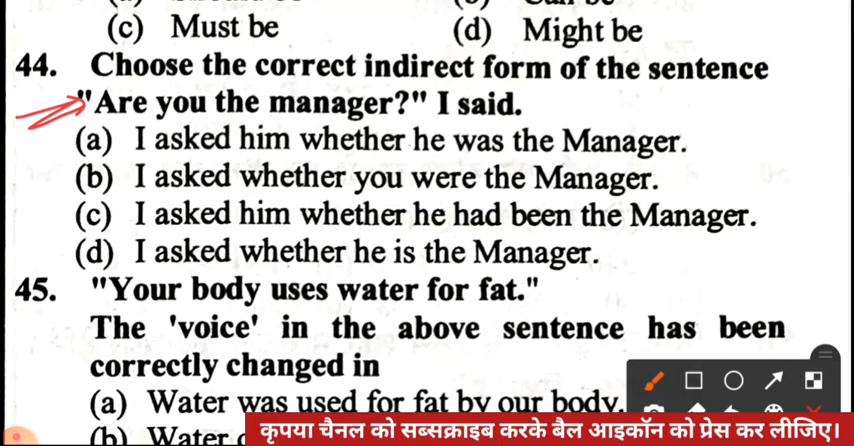 (c) Must be (d) Might be
44. Choose the correct indirect form of the sentence
"Are you the manager?" I said.
(a) I asked him whether he was the Manager.
(b) I asked whether you were the Manager.
(c) I asked him whether he had been the Manager.
(d) I asked whether he is the Manager.
45. "Your body uses water for fat."
The 'voice' in the above sentence has been
correctly changed in
(a) Water was used for fat by our body.
(b) Water
कृपया चैनल को सब्सक्राइब करके बैल आइकॉन को प्रेस कर लीजिए।